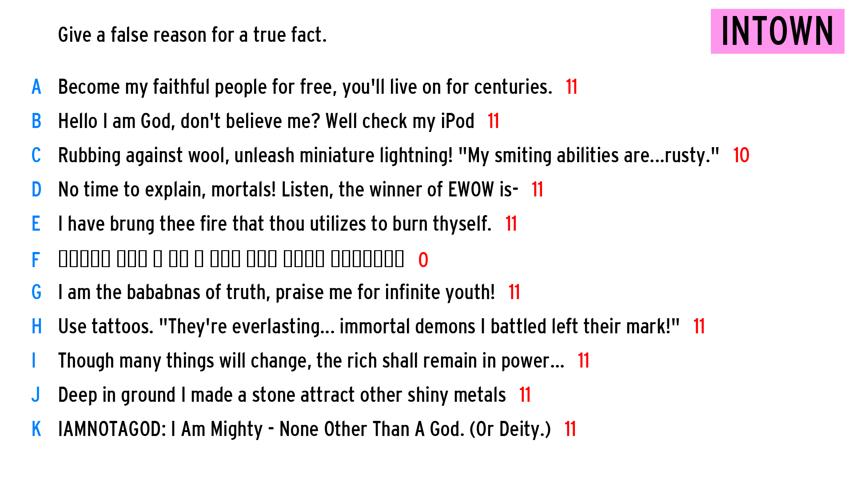 Give a false reason for a true fact.
INTOWN
A Become my faithful people for free, you'll live on for centuries. 11
B Hello I am God, don't believe me? Well check my iPod 11
C Rubbing against wool, unleash miniature lightning! "My smiting abilities are...rusty." 10
D No time to explain, mortals! Listen, the winner of EWOW is- 11
E I have brung thee fire that thou utilizes to burn thyself. 11
F 0
G I am the bababnas of truth, praise me for infinite youth! 11
H Use tattoos. "They're everlasting... immortal demons I battled left their mark!" 11
I Though many things will change, the rich shall remain in power... 11
J Deep in ground I made a stone attract other shiny metals 11
K IAMNOTAGOD: I Am Mighty - None Other Than A God. (Or Deity.) 11